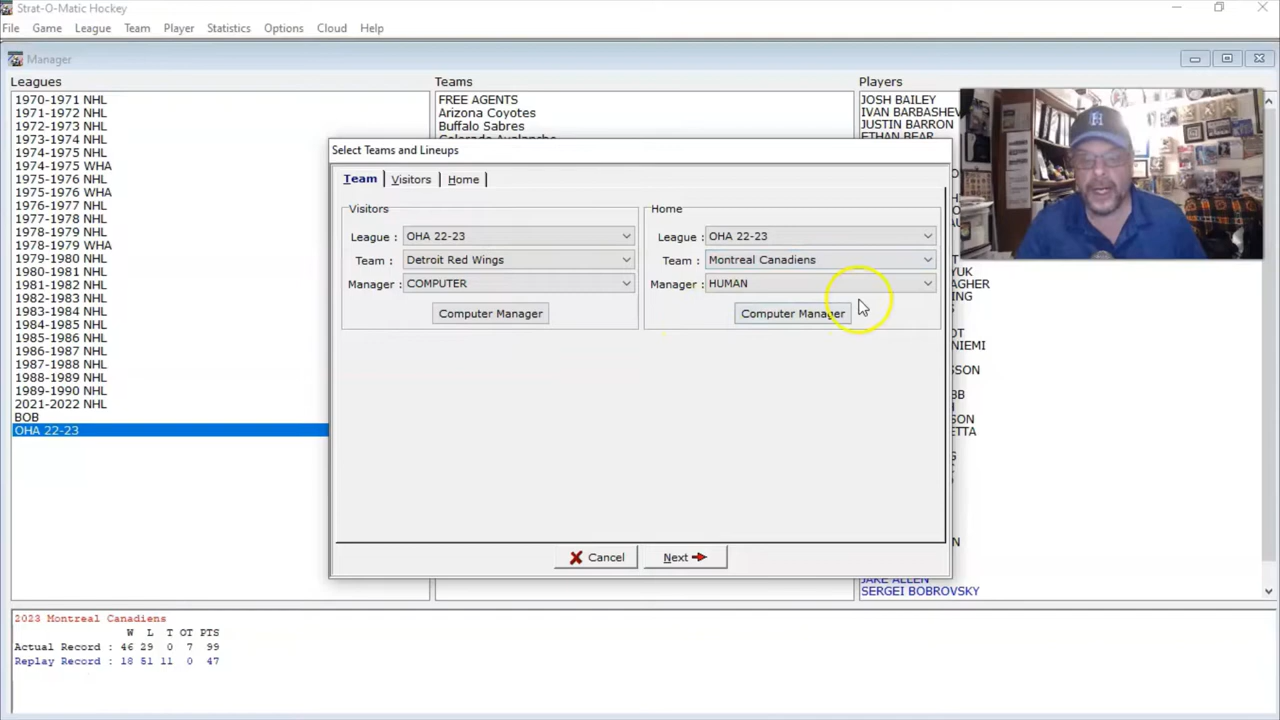 Strat-O-Matic Hockey
File Game League Team Player Statistics Options Cloud Help
Manager
Leagues
1970-1971 NHL
1971-1972 NHL
1972-1973 NHL
1973-1974 NHL
1974-1975 NHL
1974-1975 WHA
1975-1976 NHL
1975-1976 WHA
1976-1977 NHL
1977-1978 NHL
1978-1979 NHL
1978-1979 WHA
1979-1980 NHL
1980-1981 NHL
1981-1982 NHL
1982-1983 NHL
1983-1984 NHL
1984-1985 NHL
1985-1986 NHL
1986-1987 NHL
1987-1988 NHL
1988-1989 NHL
1989-1990 NHL
2021-2022 NHL
BOB
OHA 22-23
Teams
FREE AGENTS
Arizona Coyotes
Buffalo Sabres
Colorado Avalanche
Players
JOSH BAILEY
IVAN BARBASHEV
JUSTIN BARRON
ETHAN BEAR
JAKE ALLEN
SERGEI BOBROVSKY
Select Teams and Lineups
Team Visitors Home
Visitors
League : OHA 22-23
Team : Detroit Red Wings
Manager : COMPUTER
Computer Manager
Home
League : OHA 22-23
Team : Montreal Canadiens
Manager : HUMAN
Computer Manager
Cancel Next
2023 Montreal Canadiens
W L T OT PTS
Actual Record : 46 29 0 7 99
Replay Record : 18 51 11 0 47